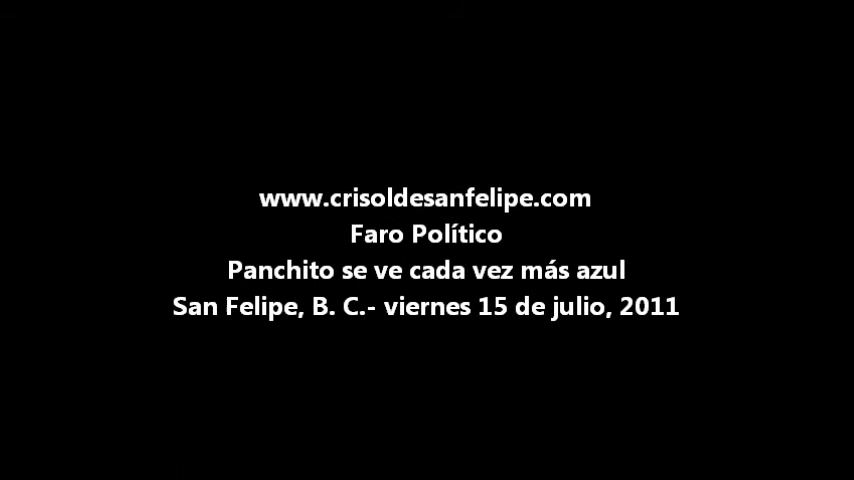 www.crisoldesanfelipe.com
Faro Político
Panchito se ve cada vez más azul
San Felipe, B. C.- viernes 15 de julio, 2011